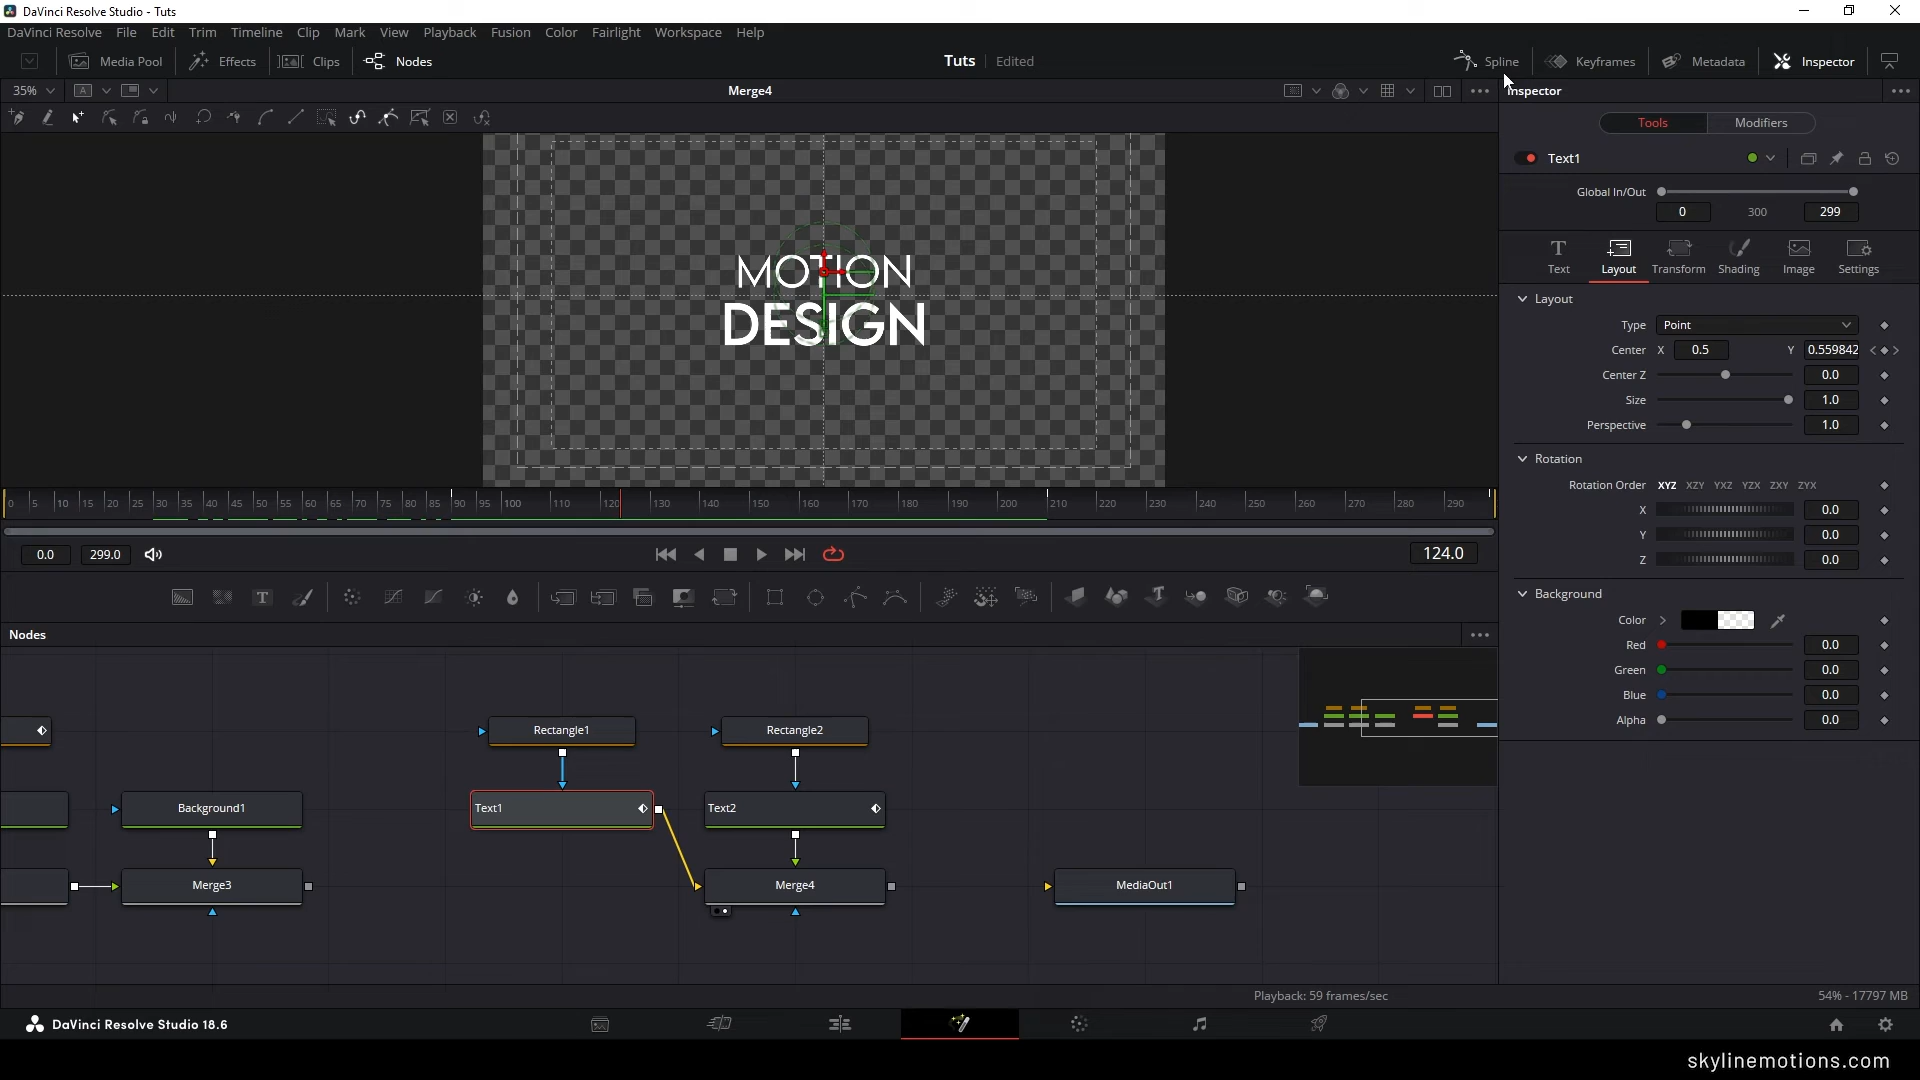 DaVinci Resolve Studio - Tuts
DaVinci Resolve File Edit Trim Timeline Clip Mark View Playback Fusion Color Fairlight Workspace Help
Media Pool Effects Clips Nodes Tuts Edited Spline Keyframes Metadata Inspector
35% A Merge4 Inspector
Tools Modifiers
Text1
Global In/Out
0 300 299
Text Layout Transform Shading Image Settings
MOTION
DESIGN
Layout
Type Point
Center X 0.5 Y 0.559842
Center Z 0.0
Size 1.0
Perspective 1.0
Rotation
Rotation Order XYZ XZY YXZ YZX ZXY ZYX
X 0.0
Y 0.0
Z 0.0
Background
Color
Red 0.0
Green 0.0
Blue 0.0
Alpha 0.0
0 5 10 15 20 25 30 35 40 45 50 55 60 65 70 75 80 85 90 95 100 110 120 130 140 150 160 170 180 190 200 210 220 230 240 250 260 270 280 290
0.0 299.0 124.0
Nodes
Rectangle1 Rectangle2
Background1 Text1 Text2
Merge3 Merge4 MediaOut1
Playback: 59 frames/sec 54% - 17797 MB
DaVinci Resolve Studio 18.6
skylinemotions.com